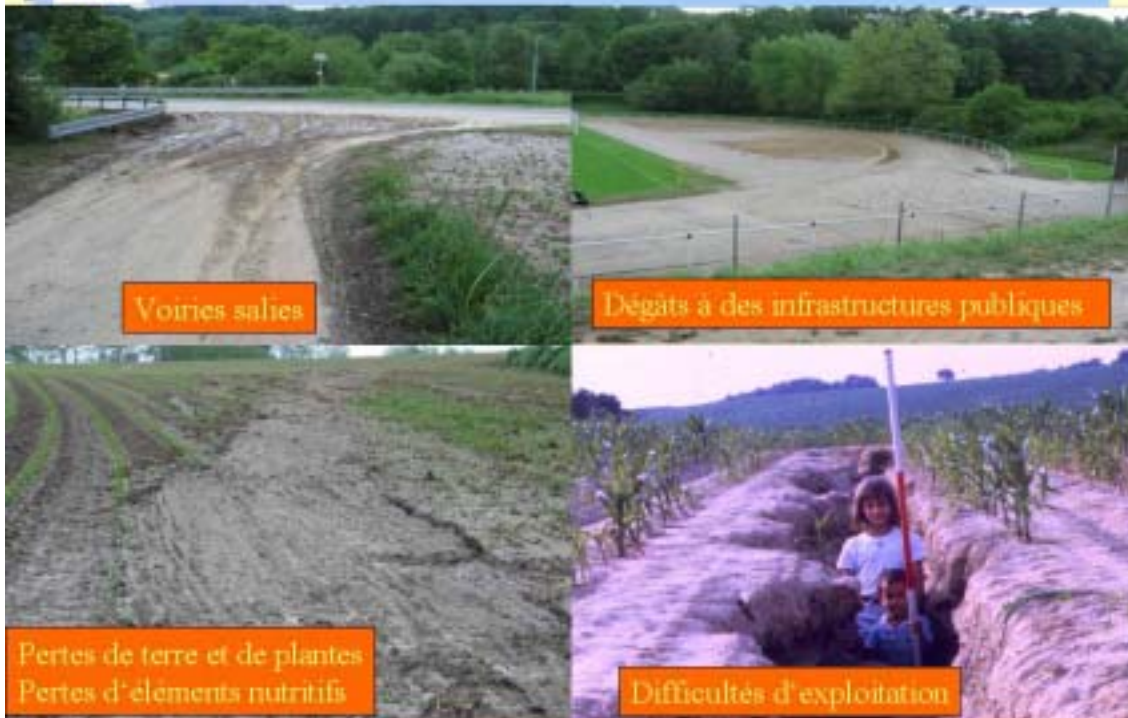 Voiries salies
Dégâts à des infrastructures publiques
Pertes de terre et de plantes
Pertes d'éléments nutritifs
Difficultés d'exploitation